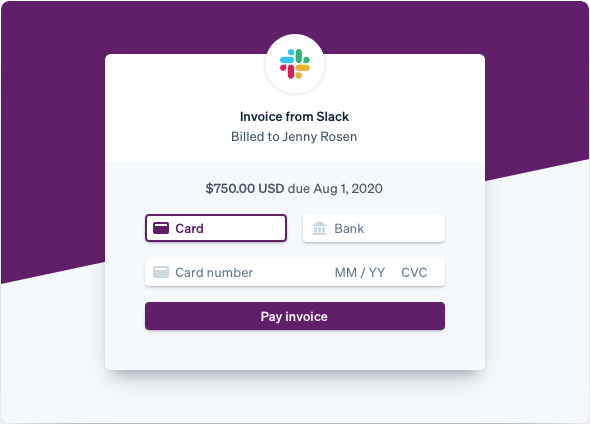 Invoice from Slack
Billed to Jenny Rosen
$750.00 USD due Aug 1, 2020
Card Bank
Card number MM / YY CVC
Pay invoice